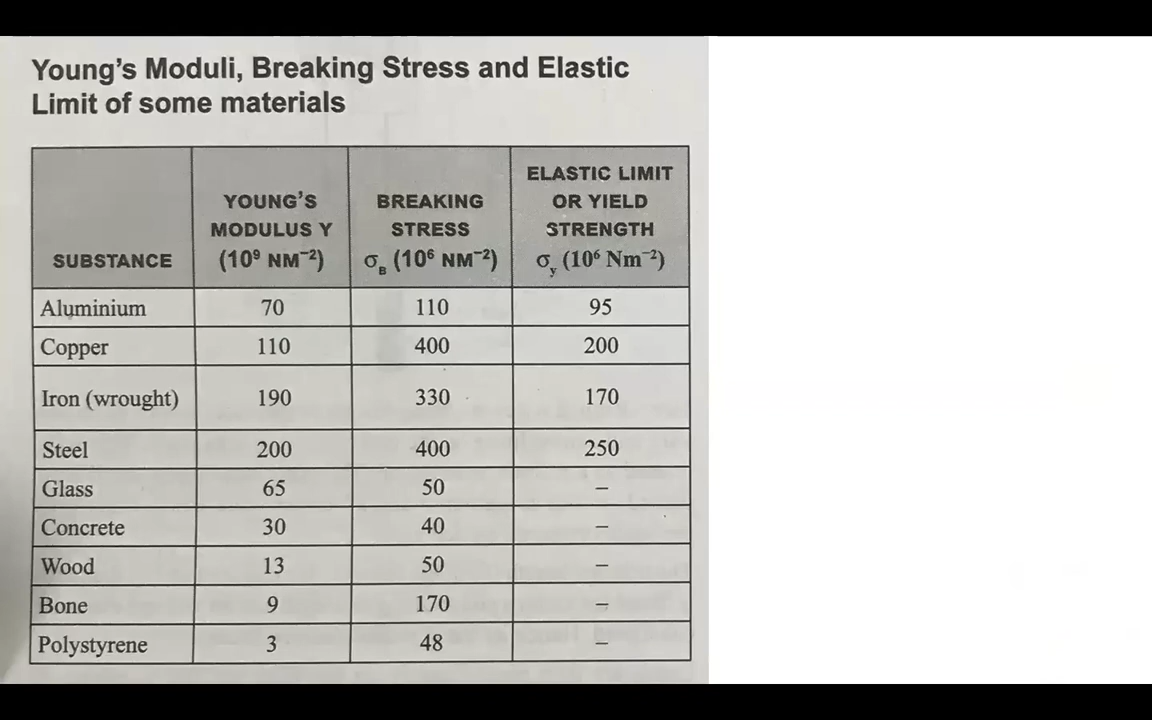 Young's Moduli, Breaking Stress and Elastic
Limit of some materials
SUBSTANCE | YOUNG'S MODULUS Y (10⁹ NM⁻²) | BREAKING STRESS σ_B (10⁶ NM⁻²) | ELASTIC LIMIT OR YIELD STRENGTH σ_y (10⁶ Nm⁻²)
Aluminium | 70 | 110 | 95
Copper | 110 | 400 | 200
Iron (wrought) | 190 | 330 | 170
Steel | 200 | 400 | 250
Glass | 65 | 50 | –
Concrete | 30 | 40 | –
Wood | 13 | 50 | –
Bone | 9 | 170 | –
Polystyrene | 3 | 48 | –